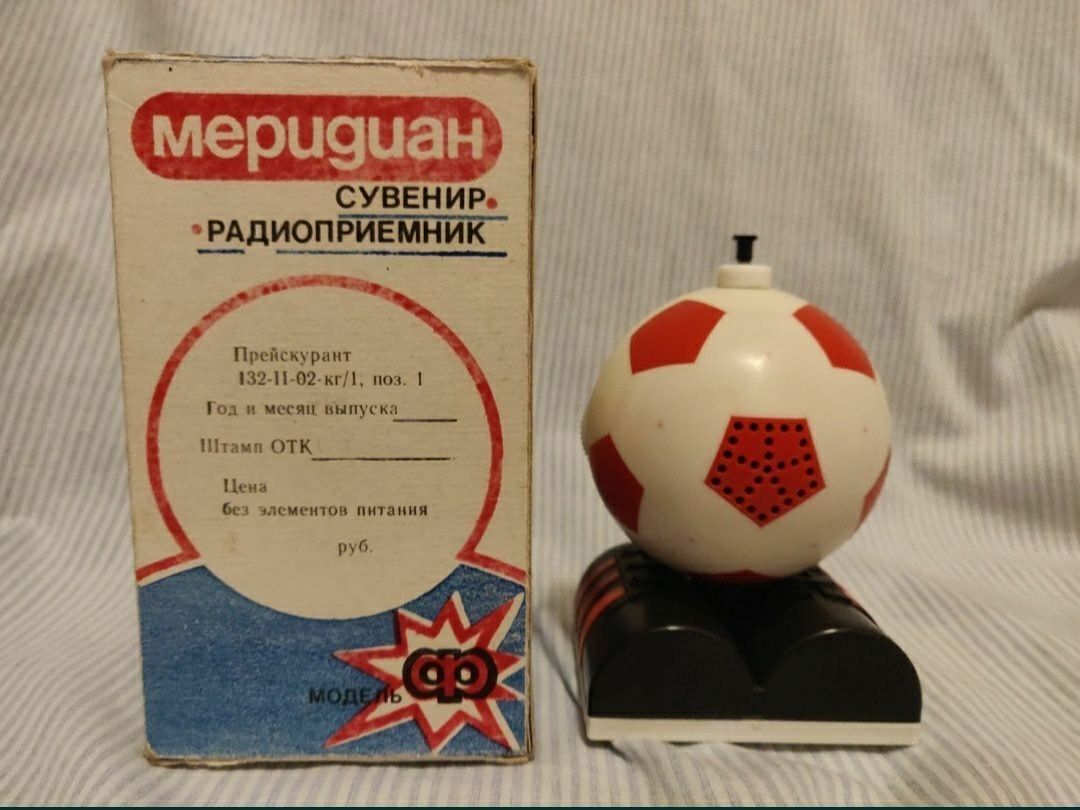 меридиан
СУВЕНИР
РАДИОПРИЕМНИК
Прейскурант
132-II-02-кг/1, поз. 1
Год и месяц выпуска
Штамп ОТК
Цена
без элементов питания
руб.
МОДЕЛЬ